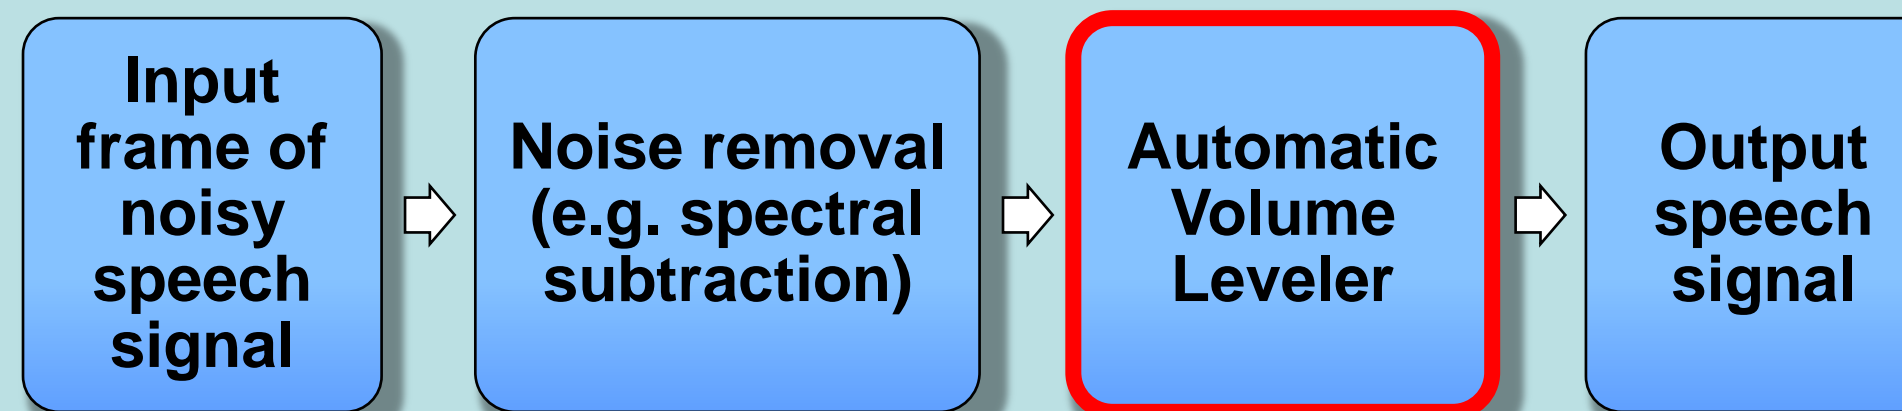 Input
frame of
noisy
speech
signal
Noise removal
(e.g. spectral
subtraction)
Automatic
Volume
Leveler
Output
speech
signal